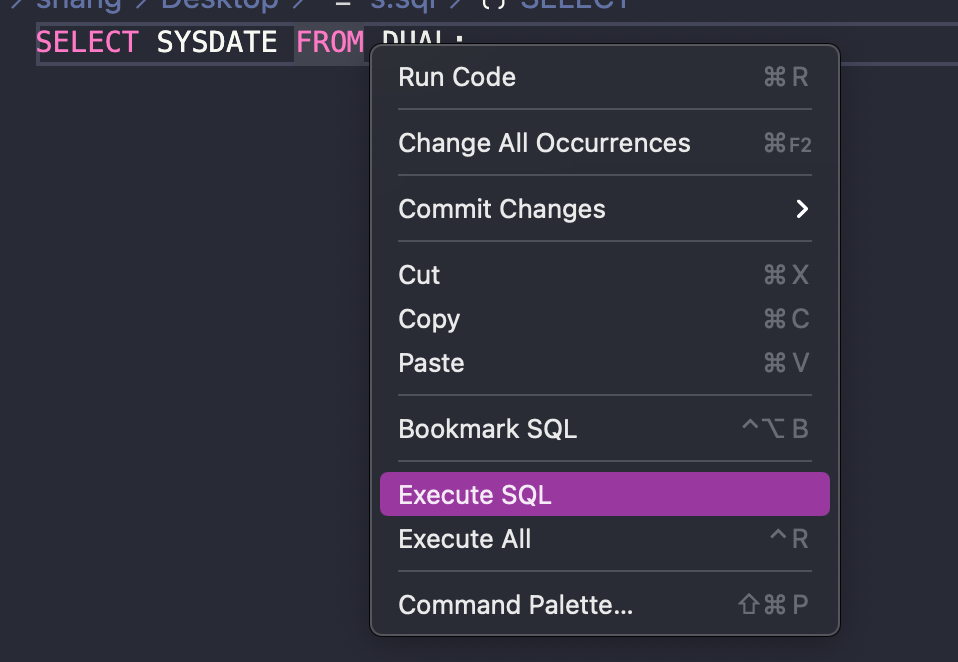 shang > Desktop > s.sql > {} SELECT
SELECT SYSDATE FROM DUAL;
Run Code ⌘ R
Change All Occurrences ⌘F2
Commit Changes
Cut ⌘ X
Copy ⌘ C
Paste ⌘ V
Bookmark SQL ^⌥ B
Execute SQL
Execute All ^ R
Command Palette... ⇧⌘ P